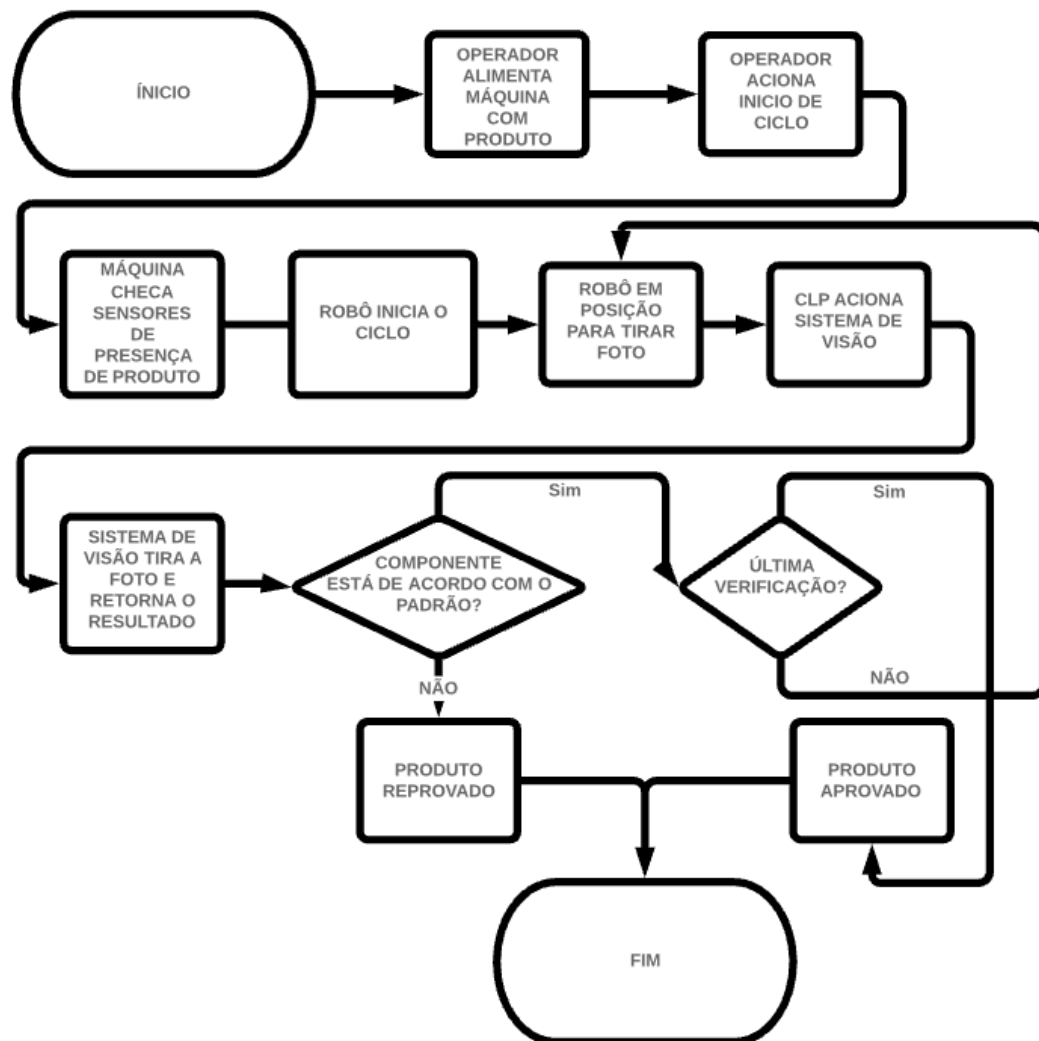 ÍNICIO
OPERADOR
ALIMENTA
MÁQUINA
COM
PRODUTO
OPERADOR
ACIONA
INICIO DE
CICLO
MÁQUINA
CHECA
SENSORES
DE
PRESENÇA
DE PRODUTO
ROBÔ INICIA O
CICLO
ROBÔ EM
POSIÇÃO
PARA TIRAR
FOTO
CLP ACIONA
SISTEMA DE
VISÃO
SISTEMA DE
VISÃO TIRA A
FOTO E
RETORNA O
RESULTADO
COMPONENTE
ESTÁ DE ACORDO COM O
PADRÃO?
Sim
ÚLTIMA
VERIFICAÇÃO?
Sim
NÃO
NÃO
PRODUTO
REPROVADO
PRODUTO
APROVADO
FIM